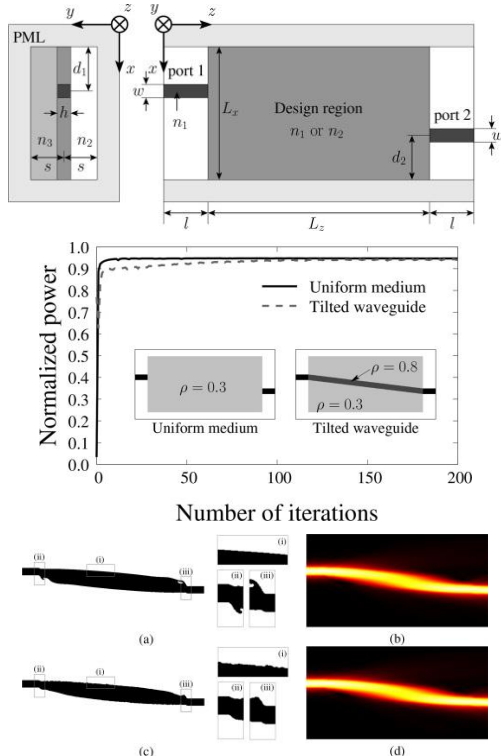 y
z
x
PML
d1
h
n3
n2
s
s
z
x
port 1
w
n1
Lx
Design region
n1 or n2
port 2
w
d2
l
Lz
l
1.0
0.9
0.8
0.7
0.6
0.5
0.4
0.3
0.2
0.1
0.0
Normalized power
Uniform medium
Tilted waveguide
ρ = 0.3
Uniform medium
ρ = 0.8
ρ = 0.3
Tilted waveguide
0
50
100
150
200
Number of iterations
(ii)
(i)
(iii)
(i)
(ii)
(iii)
(a)
(b)
(ii)
(i)
(iii)
(i)
(ii)
(iii)
(c)
(d)